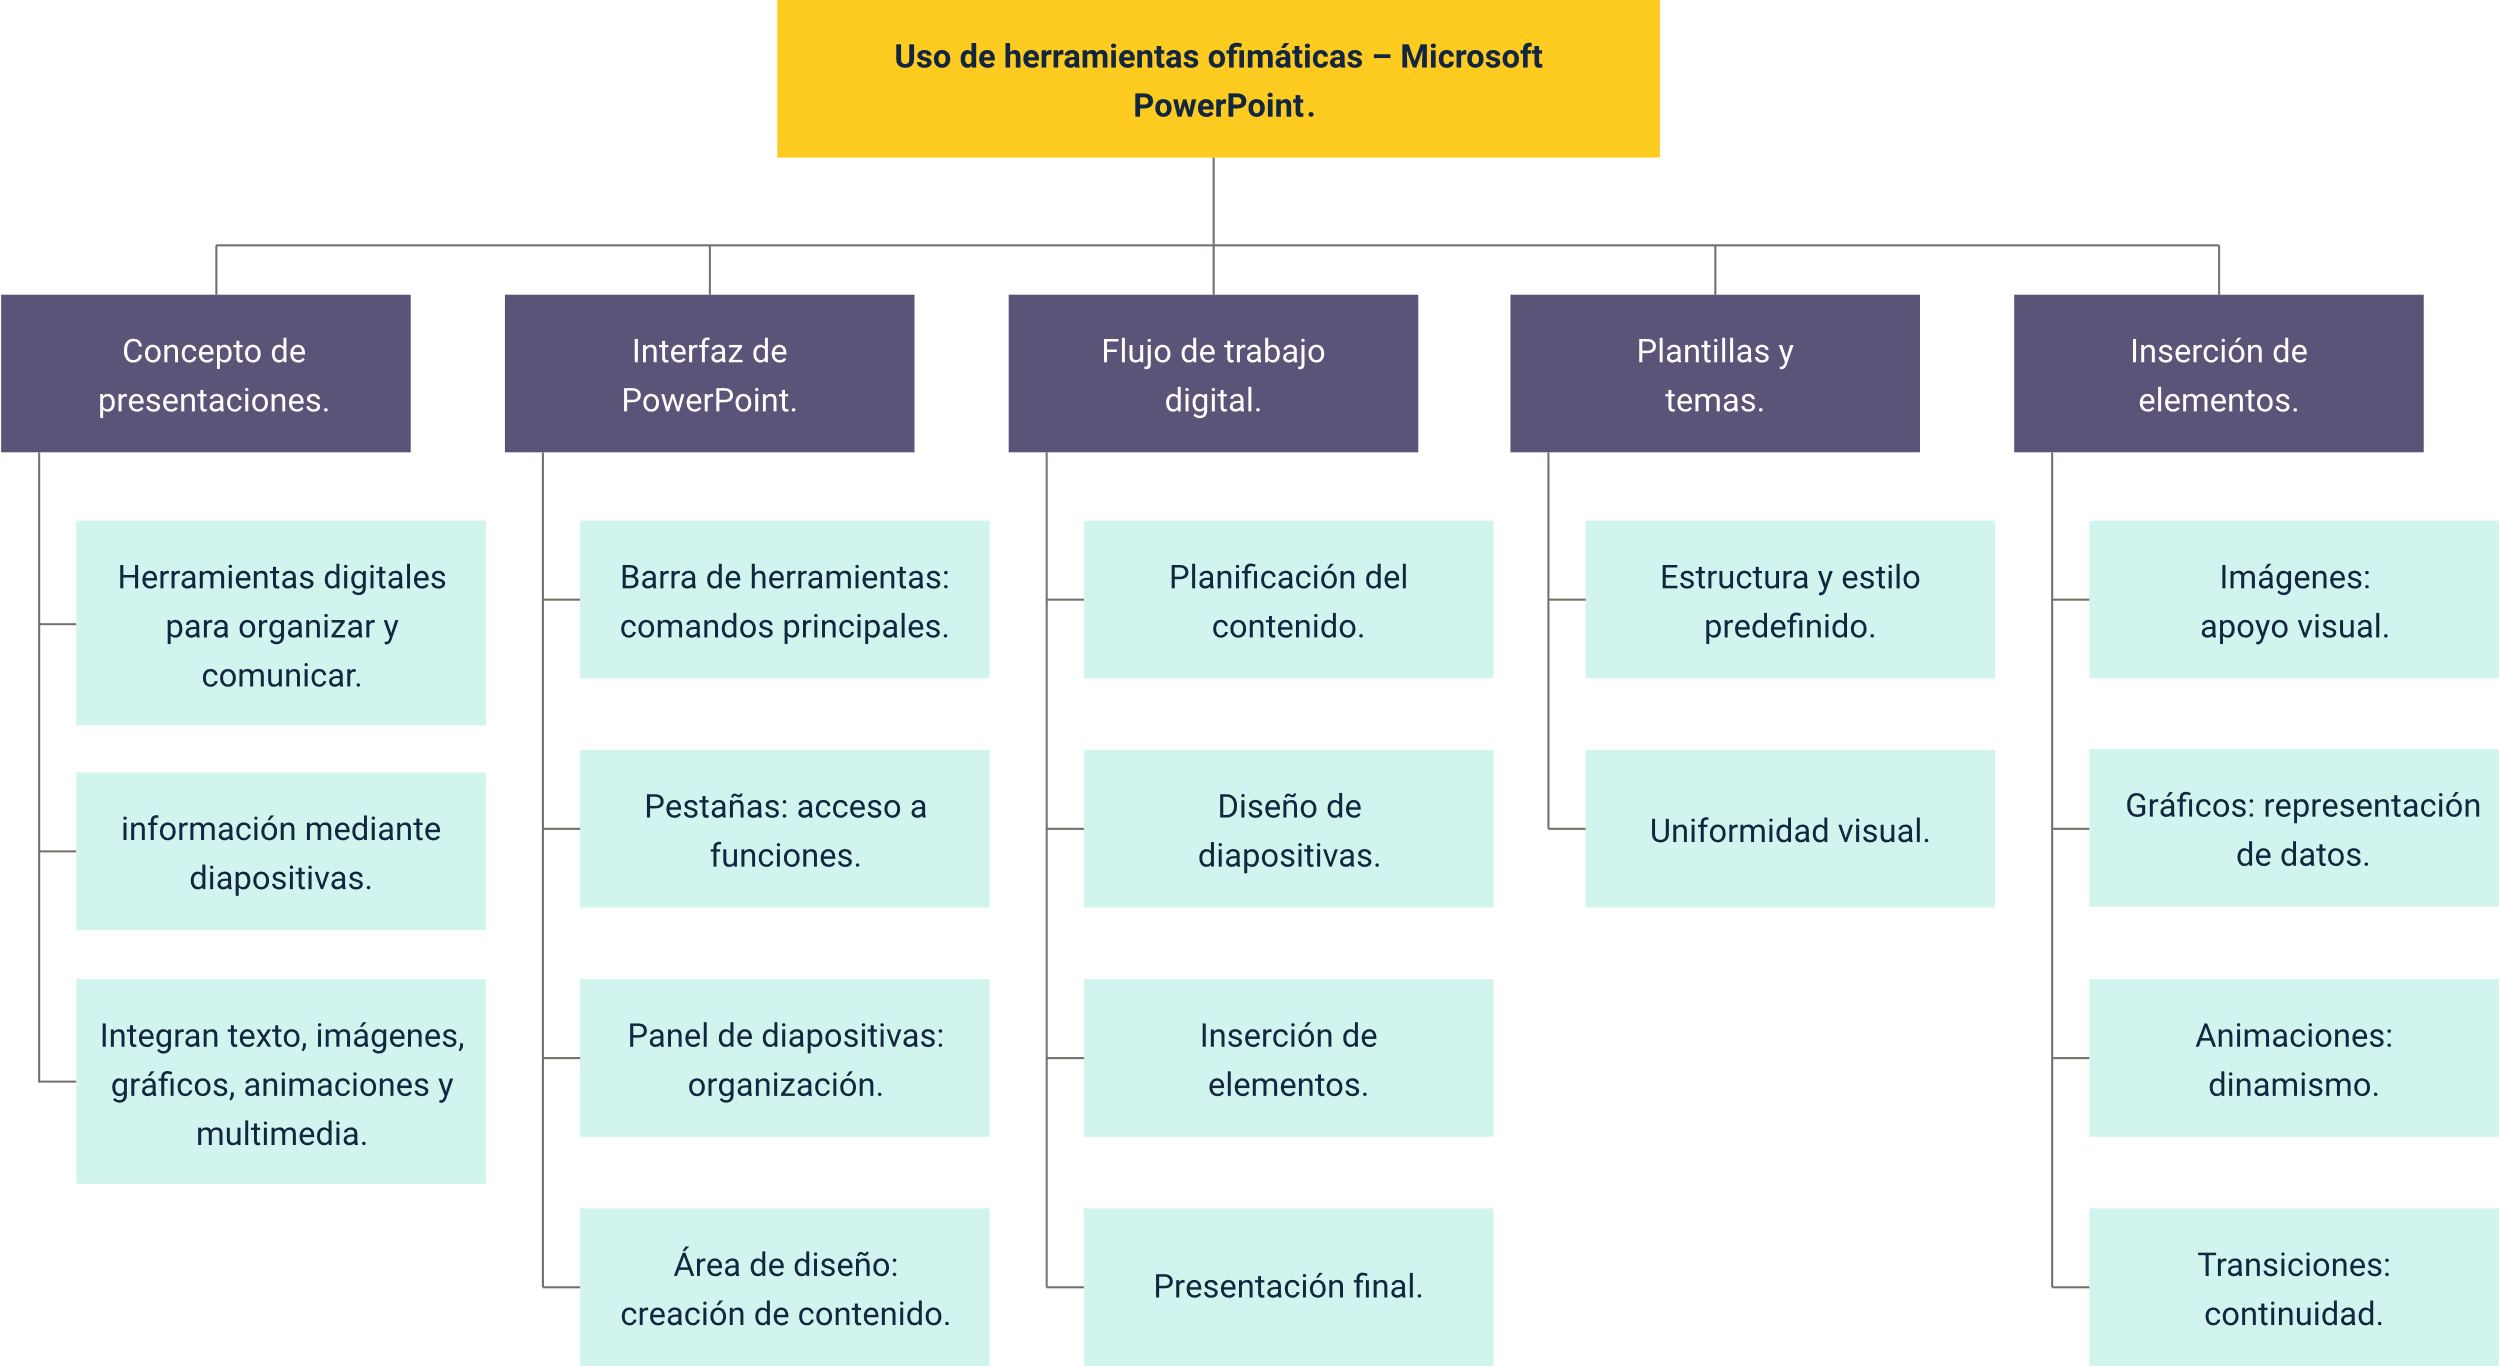 Uso de herramientas ofimáticas – Microsoft
PowerPoint.
Concepto de
presentaciones.
Herramientas digitales
para organizar y
comunicar.
información mediante
diapositivas.
Integran texto, imágenes,
gráficos, animaciones y
multimedia.
Interfaz de
PowerPoint.
Barra de herramientas:
comandos principales.
Pestañas: acceso a
funciones.
Panel de diapositivas:
organización.
Área de diseño:
creación de contenido.
Flujo de trabajo
digital.
Planificación del
contenido.
Diseño de
diapositivas.
Inserción de
elementos.
Presentación final.
Plantillas y
temas.
Estructura y estilo
predefinido.
Uniformidad visual.
Inserción de
elementos.
Imágenes:
apoyo visual.
Gráficos: representación
de datos.
Animaciones:
dinamismo.
Transiciones:
continuidad.